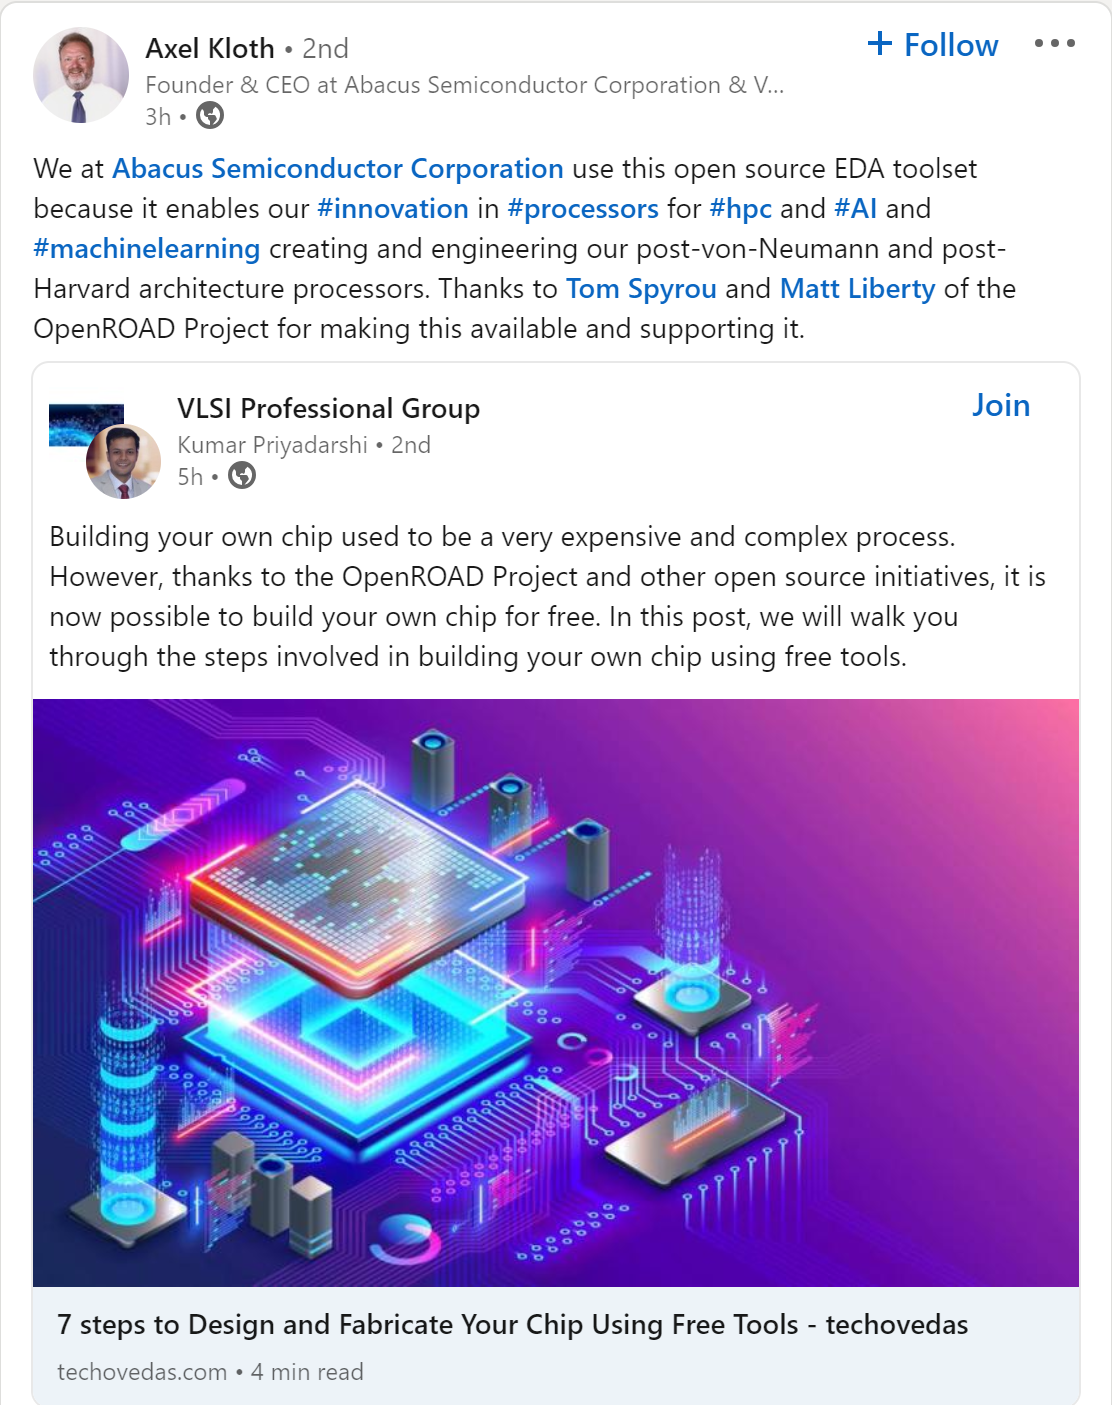 Axel Kloth • 2nd
+ Follow
Founder & CEO at Abacus Semiconductor Corporation & V...
3h •
We at Abacus Semiconductor Corporation use this open source EDA toolset
because it enables our #innovation in #processors for #hpc and #AI and
#machinelearning creating and engineering our post-von-Neumann and post-
Harvard architecture processors. Thanks to Tom Spyrou and Matt Liberty of the
OpenROAD Project for making this available and supporting it.
VLSI Professional Group
Join
Kumar Priyadarshi • 2nd
5h •
Building your own chip used to be a very expensive and complex process.
However, thanks to the OpenROAD Project and other open source initiatives, it is
now possible to build your own chip for free. In this post, we will walk you
through the steps involved in building your own chip using free tools.
7 steps to Design and Fabricate Your Chip Using Free Tools - techovedas
techovedas.com • 4 min read